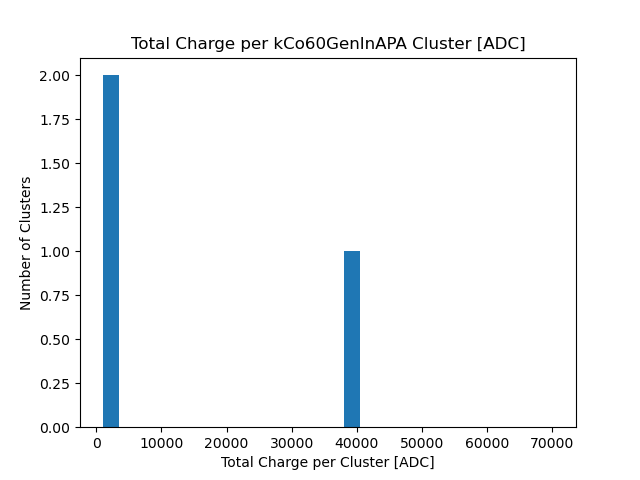 Total Charge per kCo60GenInAPA Cluster [ADC]
2.00
1.75
1.50
1.25
1.00
0.75
0.50
0.25
0.00
Number of Clusters
0 10000 20000 30000 40000 50000 60000 70000
Total Charge per Cluster [ADC]